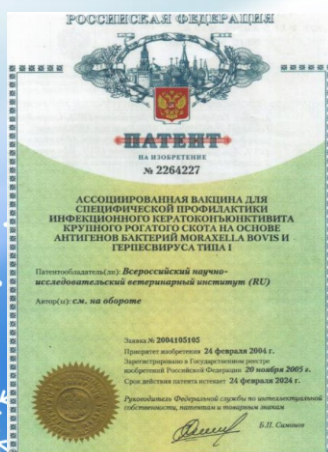 РОССИЙСКАЯ ФЕДЕРАЦИЯ
ПАТЕНТ
НА ИЗОБРЕТЕНИЕ
№ 2264227
АССОЦИИРОВАННАЯ ВАКЦИНА ДЛЯ
СПЕЦИФИЧЕСКОЙ ПРОФИЛАКТИКИ
ИНФЕКЦИОННОГО КЕРАТОКОНЪЮНКТИВИТА
КРУПНОГО РОГАТОГО СКОТА НА ОСНОВЕ
АНТИГЕНОВ БАКТЕРИЙ MORAXELLA BOVIS И
ГЕРПЕСВИРУСА ТИПА I
Патентообладатель(ли): Всероссийский научно-
исследовательский ветеринарный институт (RU)
Автор(ы): см. на обороте
Заявка № 2004105105
Приоритет изобретения 24 февраля 2004 г.
Зарегистрировано в Государственном реестре
изобретений Российской Федерации 20 ноября 2005 г.
Срок действия патента истекает 24 февраля 2024 г.
Руководитель Федеральной службы по интеллектуальной
собственности, патентам и товарным знакам
Б.П. Симонов